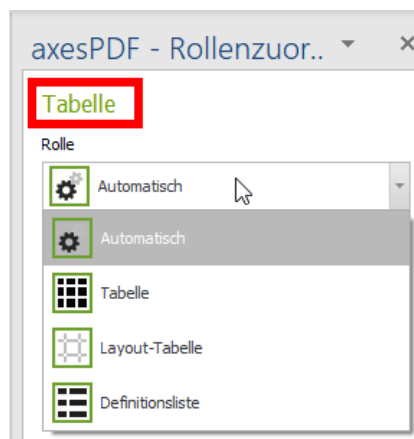 axesPDF - Rollenzuor..
Tabelle
Rolle
Automatisch
Automatisch
Tabelle
Layout-Tabelle
Definitionsliste